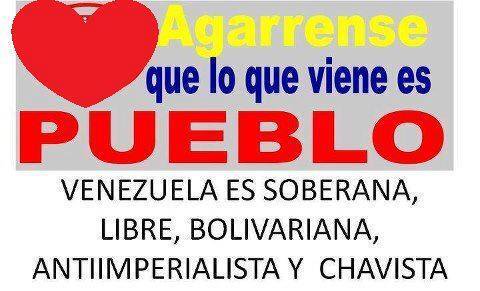 Agarrense
que lo que viene es
PUEBLO
VENEZUELA ES SOBERANA,
LIBRE, BOLIVARIANA,
ANTIIMPERIALISTA Y CHAVISTA